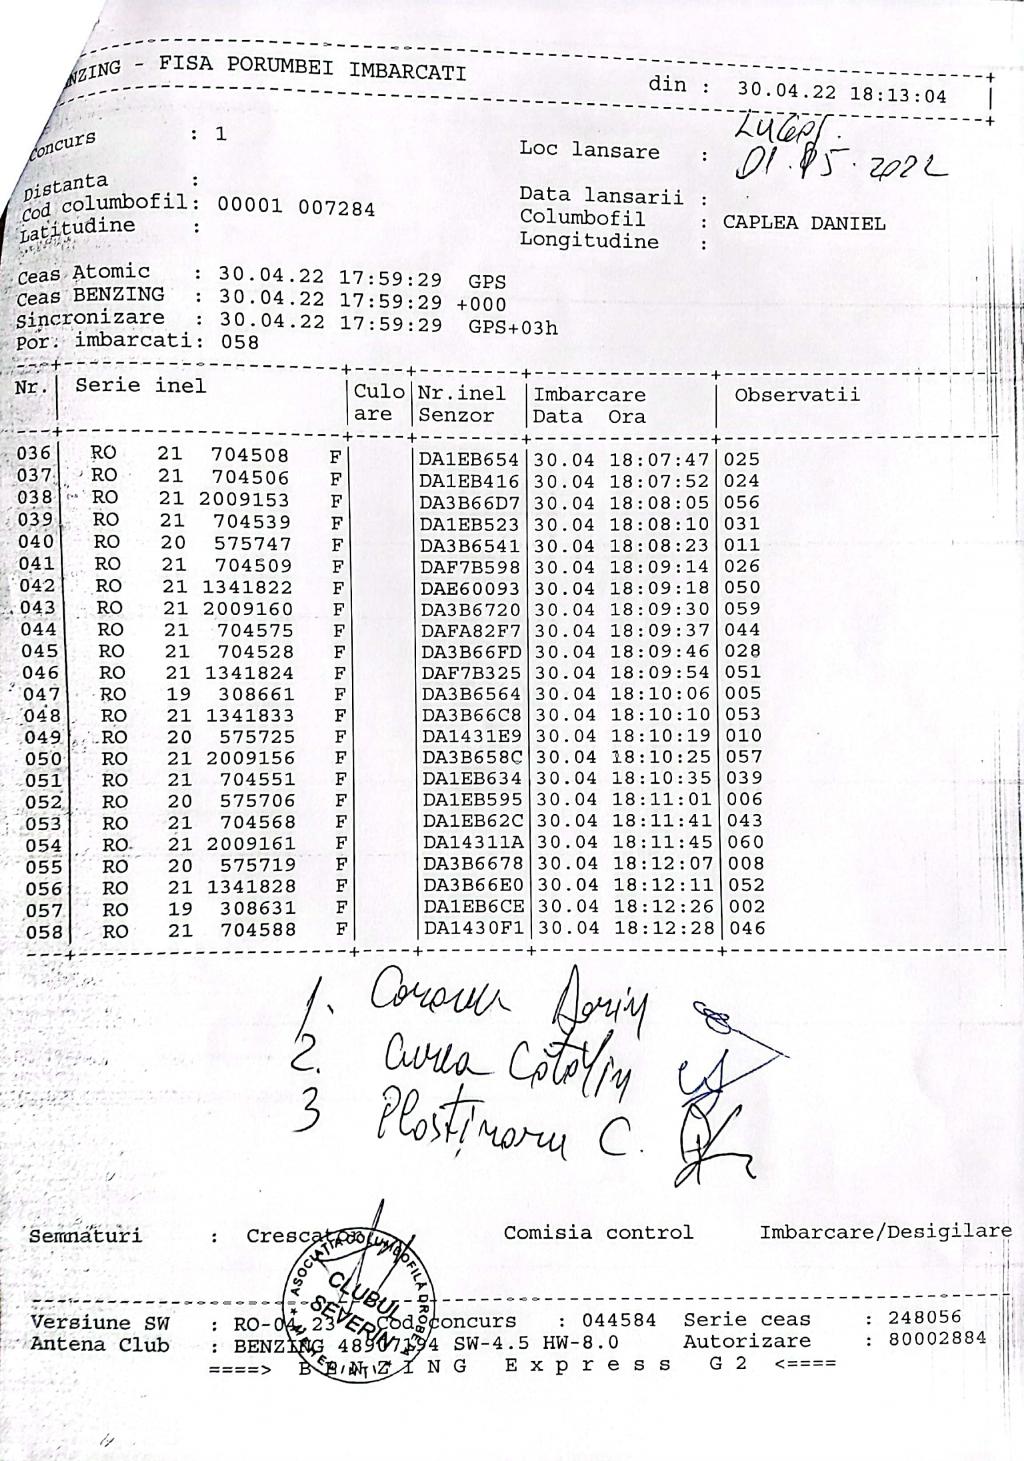 NZING - FISA PORUMBEI IMBARCATI din : 30.04.22 18:13:04
Concurs : 1 Loc lansare :
01.05.2022
Distanta : Data lansarii :
Cod columbofil: 00001 007284 Columbofil : CAPLEA DANIEL
Latitudine : Longitudine :
Ceas Atomic : 30.04.22 17:59:29 GPS
Ceas BENZING : 30.04.22 17:59:29 +000
Sincronizare : 30.04.22 17:59:29 GPS+03h
Por. imbarcati: 058
Nr. Serie inel Culo Nr.inel Imbarcare Observatii
are Senzor Data Ora
036 RO 21 704508 F DA1EB654 30.04 18:07:47 025
037 RO 21 704506 F DA1EB416 30.04 18:07:52 024
038 RO 21 2009153 F DA3B66D7 30.04 18:08:05 056
039 RO 21 704539 F DA1EB523 30.04 18:08:10 031
040 RO 20 575747 F DA3B6541 30.04 18:08:23 011
041 RO 21 704509 F DAF7B598 30.04 18:09:14 026
042 RO 21 1341822 F DAE60093 30.04 18:09:18 050
043 RO 21 2009160 F DA3B6720 30.04 18:09:30 059
044 RO 21 704575 F DAFA82F7 30.04 18:09:37 044
045 RO 21 704528 F DA3B66FD 30.04 18:09:46 028
046 RO 21 1341824 F DAF7B325 30.04 18:09:54 051
047 RO 19 308661 F DA3B6564 30.04 18:10:06 005
048 RO 21 1341833 F DA3B66C8 30.04 18:10:10 053
049 RO 20 575725 F DA1431E9 30.04 18:10:19 010
050 RO 21 2009156 F DA3B658C 30.04 18:10:25 057
051 RO 21 704551 F DA1EB634 30.04 18:10:35 039
052 RO 20 575706 F DA1EB595 30.04 18:11:01 006
053 RO 21 704568 F DA1EB62C 30.04 18:11:41 043
054 RO 21 2009161 F DA14311A 30.04 18:11:45 060
055 RO 20 575719 F DA3B6678 30.04 18:12:07 008
056 RO 21 1341828 F DA3B66E0 30.04 18:12:11 052
057 RO 19 308631 F DA1EB6CE 30.04 18:12:26 002
058 RO 21 704588 F DA1430F1 30.04 18:12:28 046
1. Dorin
2. Cătălin
3 Ploștinaru C.
Semnaturi : Crescator Comisia control Imbarcare/Desigilare
ASOCIAȚIA COLUMBOFILĂ DROBETA
CLUBUL
SEVERIN
MEHEDINȚI
Versiune SW : RO-04 23 Cod concurs : 044584 Serie ceas : 248056
Antena Club : BENZING 48907194 SW-4.5 HW-8.0 Autorizare : 80002884
====> B E N Z I N G E x p r e s s G 2 <====